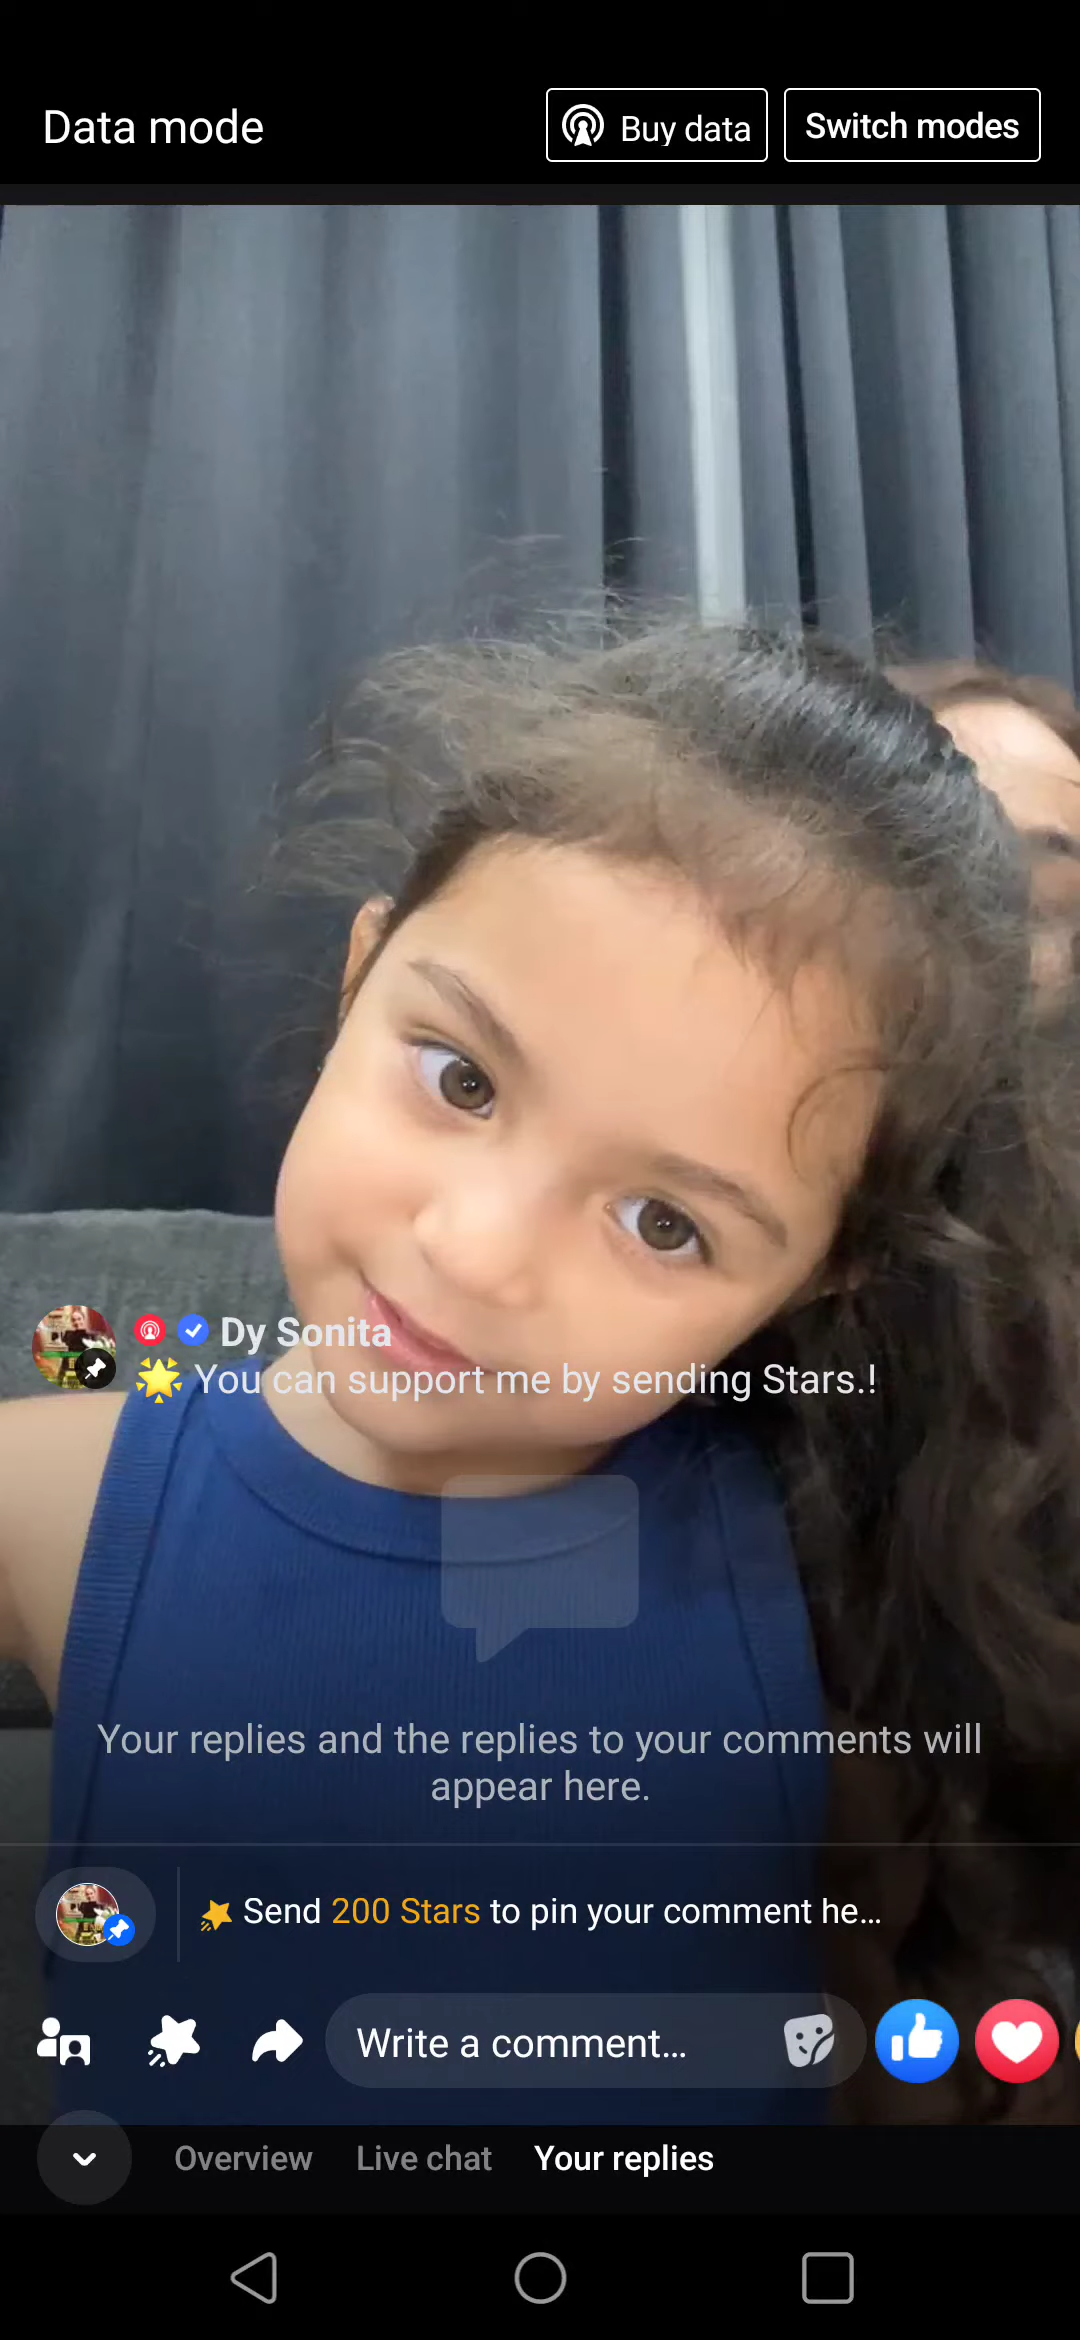 Data mode
Buy data
Switch modes
Dy Sonita
🌟 You can support me by sending Stars.!
Your replies and the replies to your comments will
appear here.
Send 200 Stars to pin your comment he...
Write a comment...
Overview
Live chat
Your replies